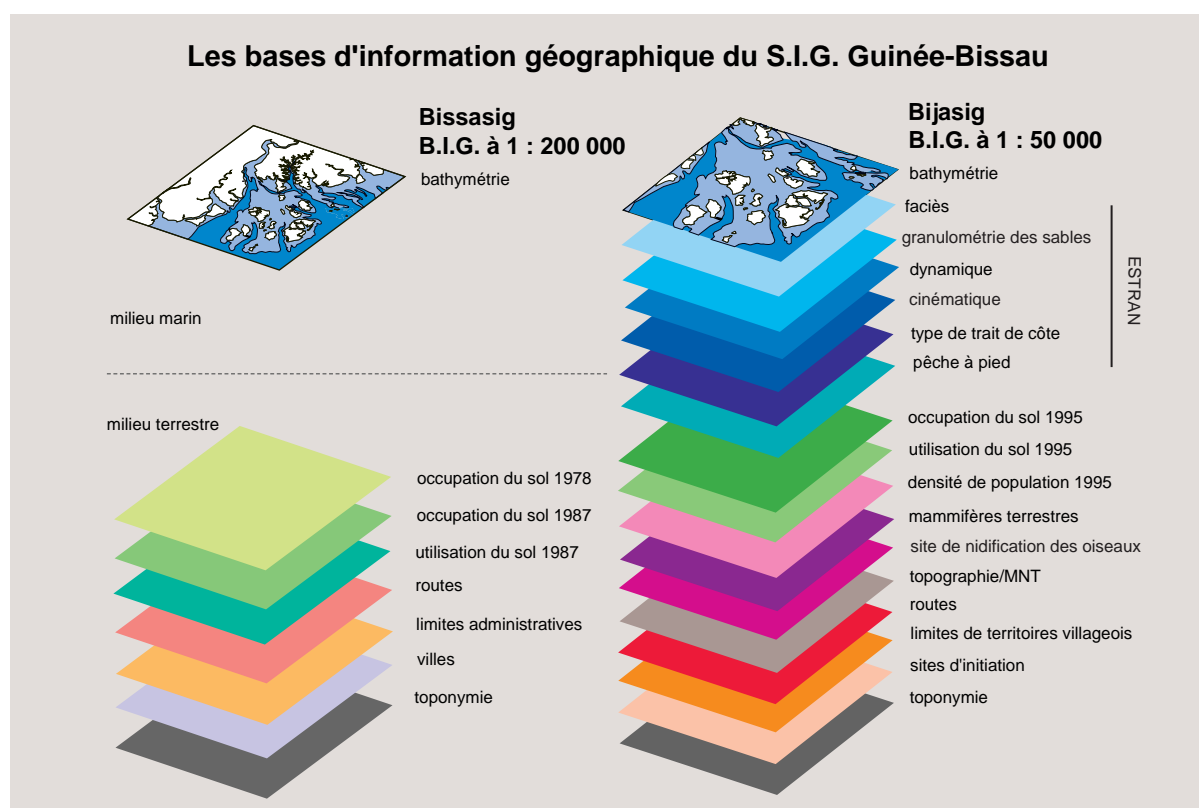 Les bases d'information géographique du S.I.G. Guinée-Bissau
Bissasig
B.I.G. à 1 : 200 000
bathymétrie
milieu marin
milieu terrestre
occupation du sol 1978
occupation du sol 1987
utilisation du sol 1987
routes
limites administratives
villes
toponymie
Bijasig
B.I.G. à 1 : 50 000
bathymétrie
faciès
granulométrie des sables
dynamique
cinématique
type de trait de côte
pêche à pied
ESTRAN
occupation du sol 1995
utilisation du sol 1995
densité de population 1995
mammifères terrestres
site de nidification des oiseaux
topographie/MNT
routes
limites de territoires villageois
sites d'initiation
toponymie